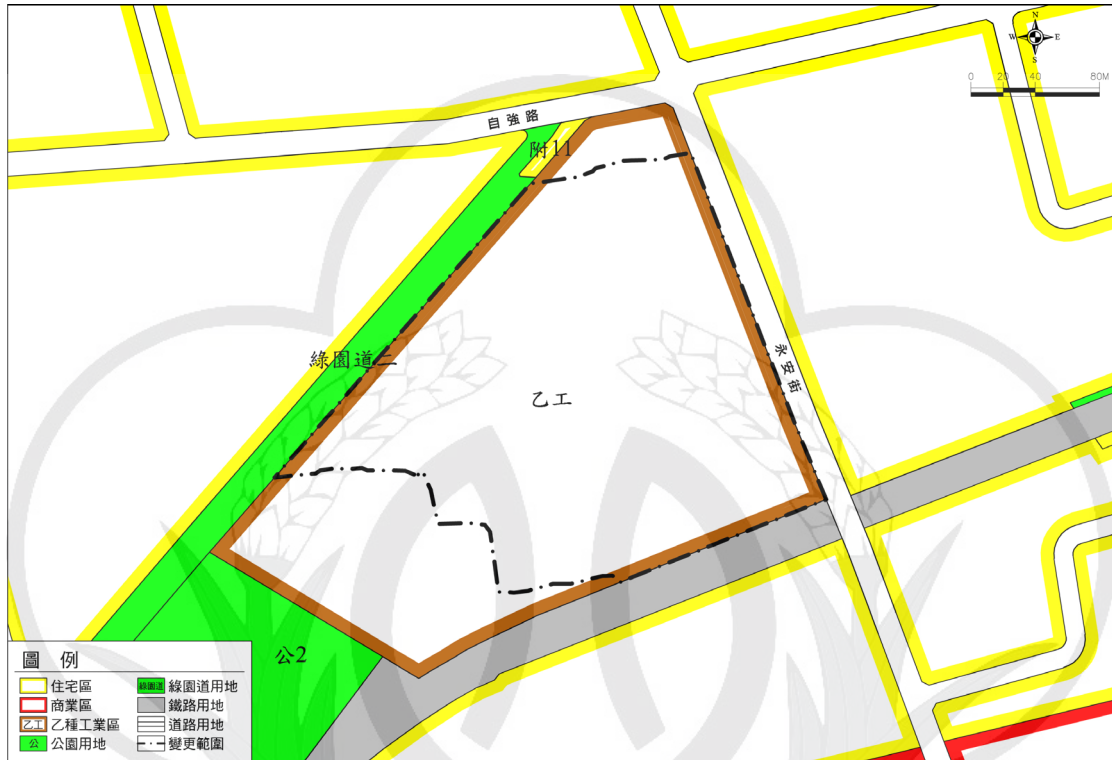 N
W E
S
0 20 40 80M
自強路
附11
綠園道二
永安街
乙工
公2
圖 例
住宅區
商業區
乙工 乙種工業區
公 公園用地
綠園道 綠園道用地
鐵路用地
道路用地
變更範圍